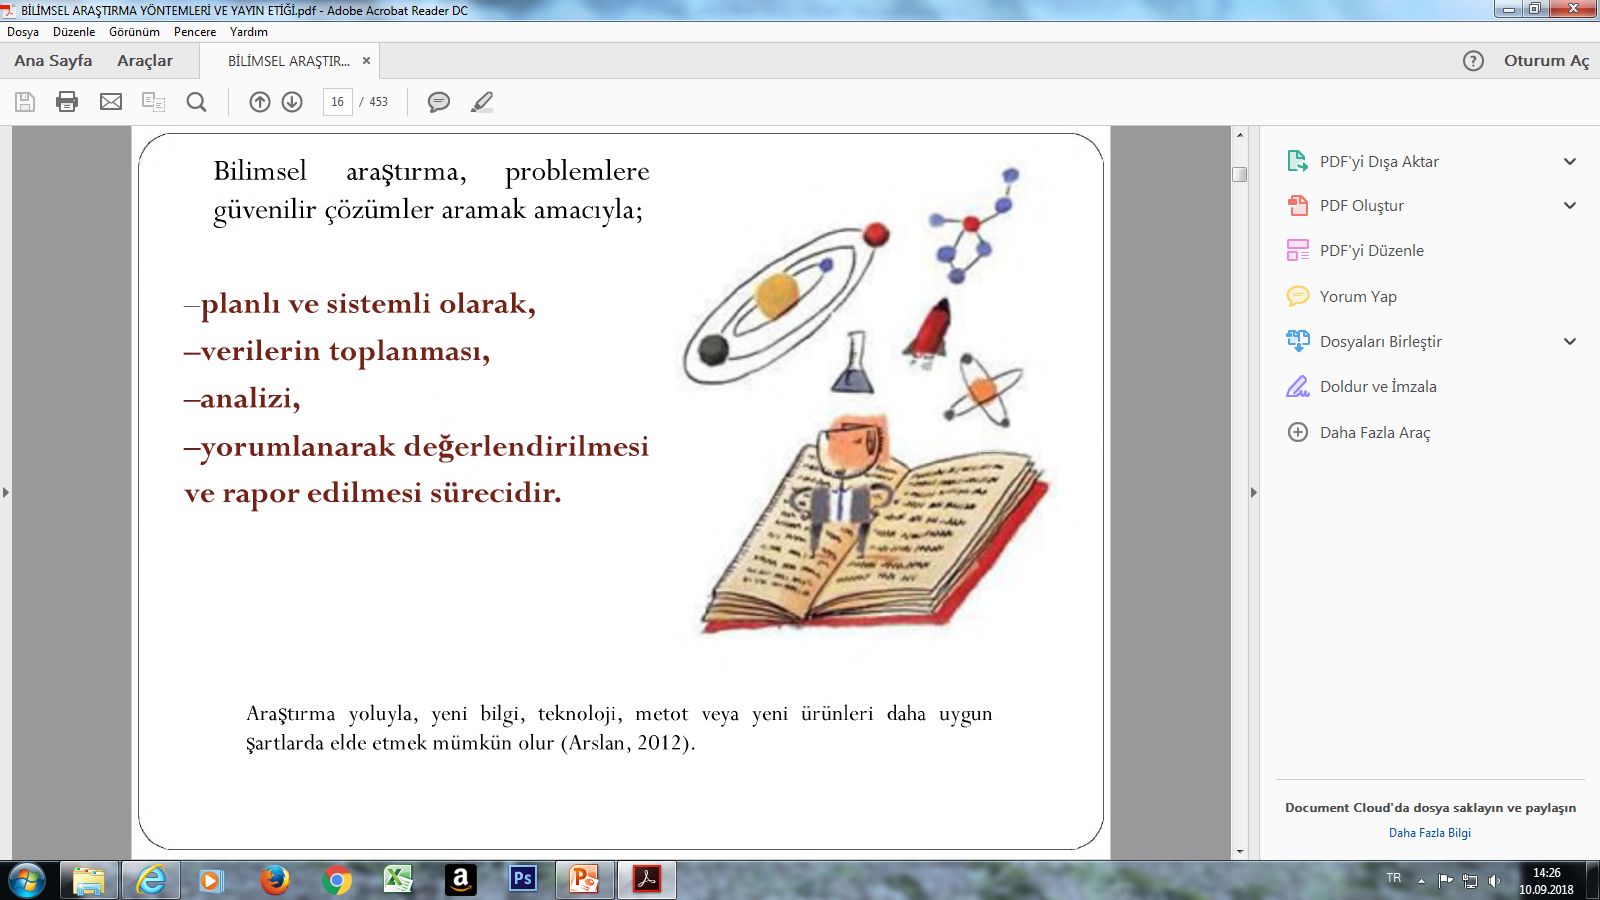 BİLİMSEL ARAŞTIRMA YÖNTEMLERİ VE YAYIN ETİĞİ.pdf - Adobe Acrobat Reader DC
Dosya Düzenle Görünüm Pencere Yardım
Ana Sayfa Araçlar BİLİMSEL ARAŞTIR... Oturum Aç
16 / 453
Bilimsel araştırma, problemlere
güvenilir çözümler aramak amacıyla;
–planlı ve sistemli olarak,
–verilerin toplanması,
–analizi,
–yorumlanarak değerlendirilmesi
ve rapor edilmesi sürecidir.
Araştırma yoluyla, yeni bilgi, teknoloji, metot veya yeni ürünleri daha uygun
şartlarda elde etmek mümkün olur (Arslan, 2012).
PDF'yi Dışa Aktar
PDF Oluştur
PDF'yi Düzenle
Yorum Yap
Dosyaları Birleştir
Doldur ve İmzala
Daha Fazla Araç
Document Cloud'da dosya saklayın ve paylaşın
Daha Fazla Bilgi
TR
14:26
10.09.2018